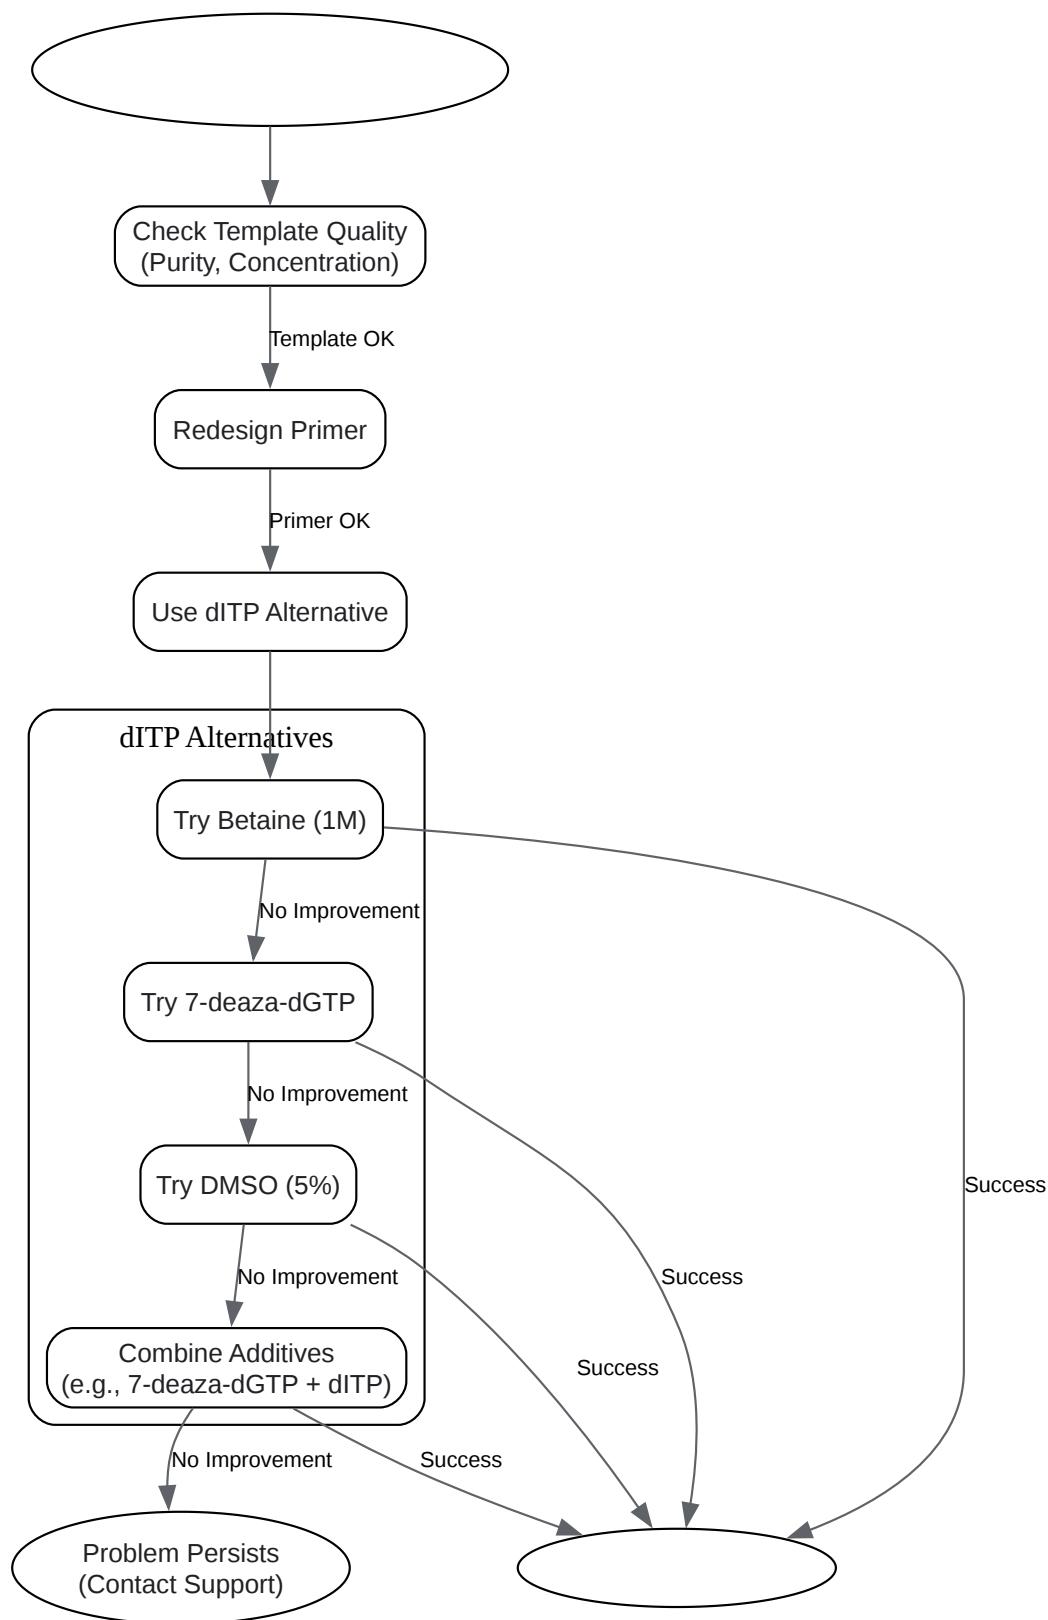 Check Template Quality
(Purity, Concentration)
Template OK
Redesign Primer
Primer OK
Use dITP Alternative
dITP Alternatives
Try Betaine (1M)
No Improvement
Try 7-deaza-dGTP
No Improvement
Try DMSO (5%)
Success
No Improvement
Success
Combine Additives
(e.g., 7-deaza-dGTP + dITP)
Success
No Improvement
Success
Problem Persists
(Contact Support)